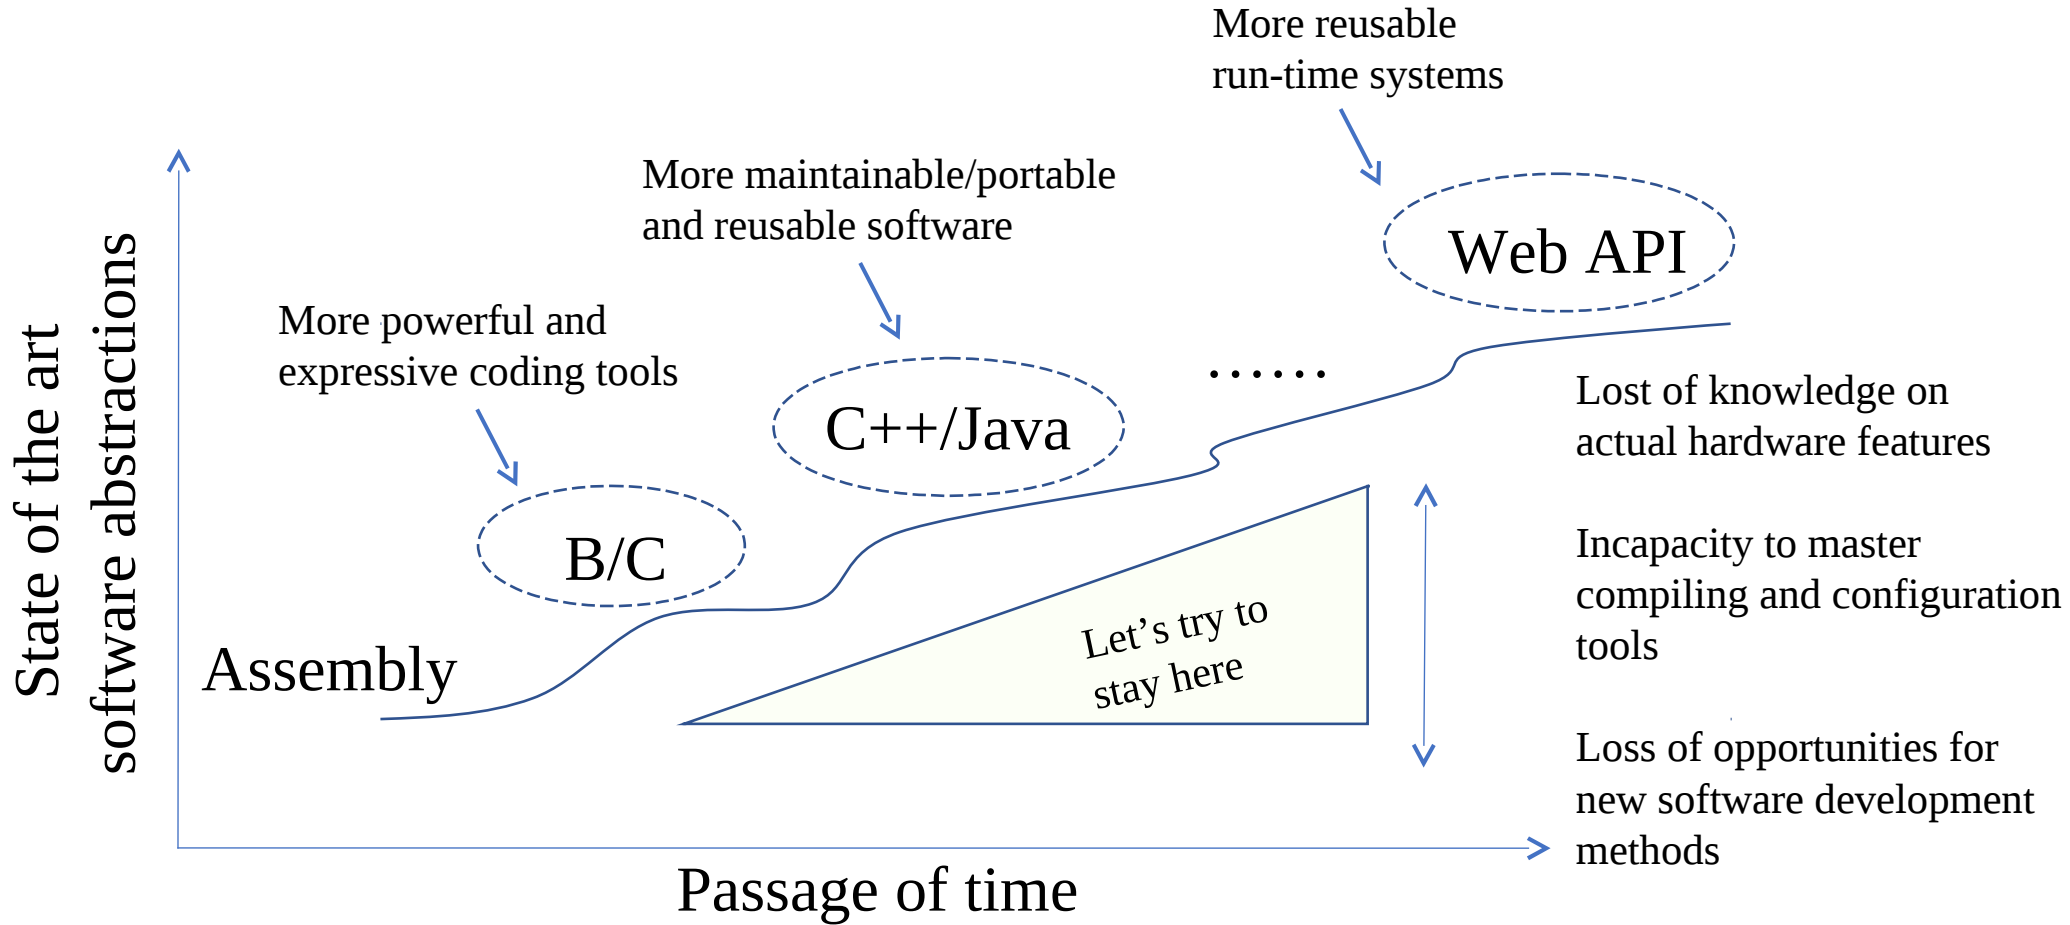 More reusable
run-time systems
More maintainable/portable
and reusable software
More powerful and
expressive coding tools
Web API
C++/Java
......
B/C
Assembly
State of the art
software abstractions
Let’s try to
stay here
Lost of knowledge on
actual hardware features
Incapacity to master
compiling and configuration
tools
Loss of opportunities for
new software development
methods
Passage of time